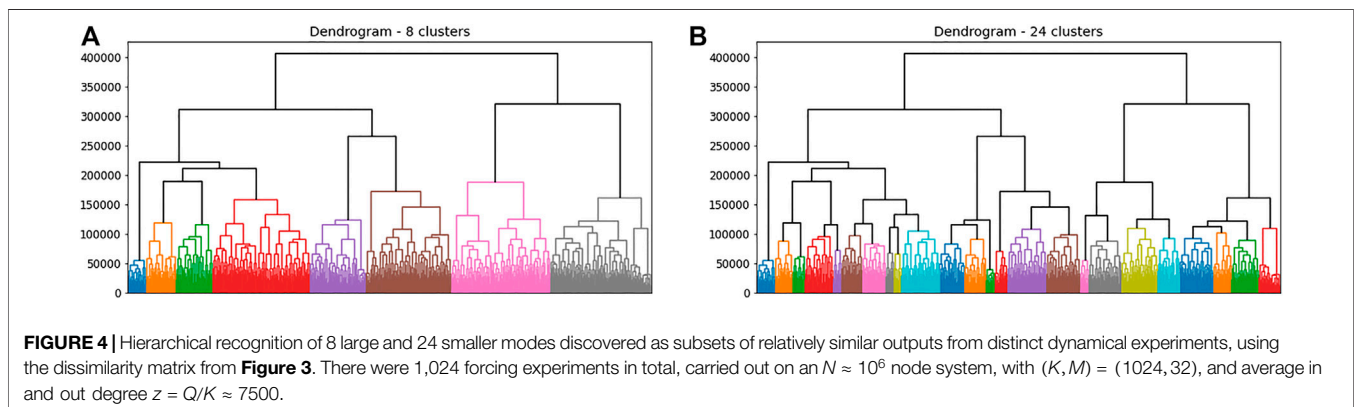 A
Dendrogram - 8 clusters
400000
350000
300000
250000
200000
150000
100000
50000
0
B
Dendrogram - 24 clusters
400000
350000
300000
250000
200000
150000
100000
50000
0
FIGURE 4 | Hierarchical recognition of 8 large and 24 smaller modes discovered as subsets of relatively similar outputs from distinct dynamical experiments, using
the dissimilarity matrix from Figure 3. There were 1,024 forcing experiments in total, carried out on an N ≈ 10⁶ node system, with (K, M) = (1024, 32), and average in
and out degree z = Q/K ≈ 7500.